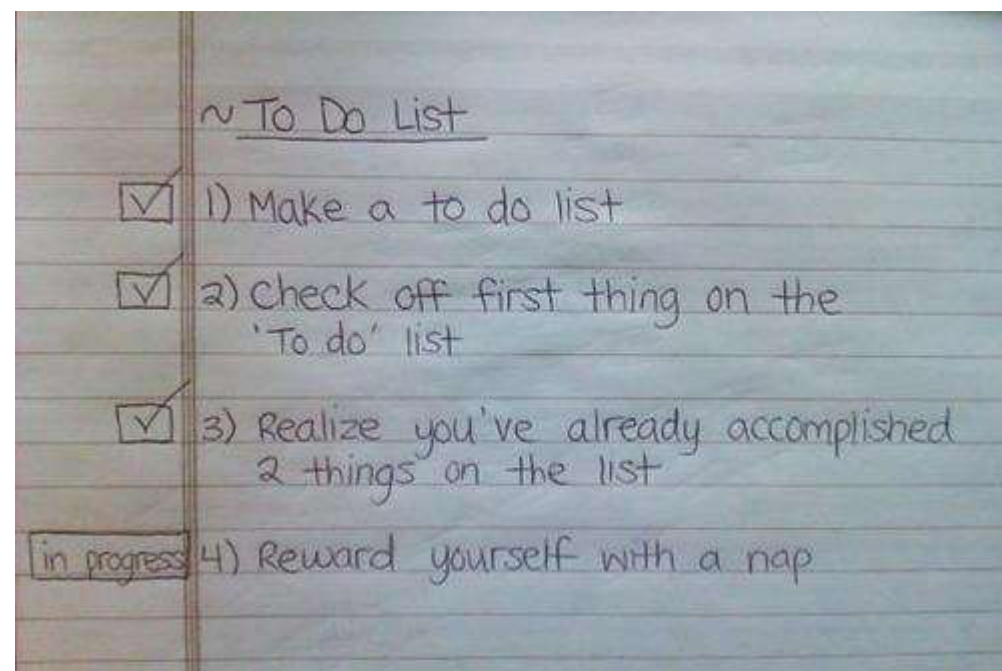 ~ To Do List
1) Make a to do list
2) Check off first thing on the
'To do' list
3) Realize you've already accomplished
2 things on the list
in progress 4) Reward yourself with a nap